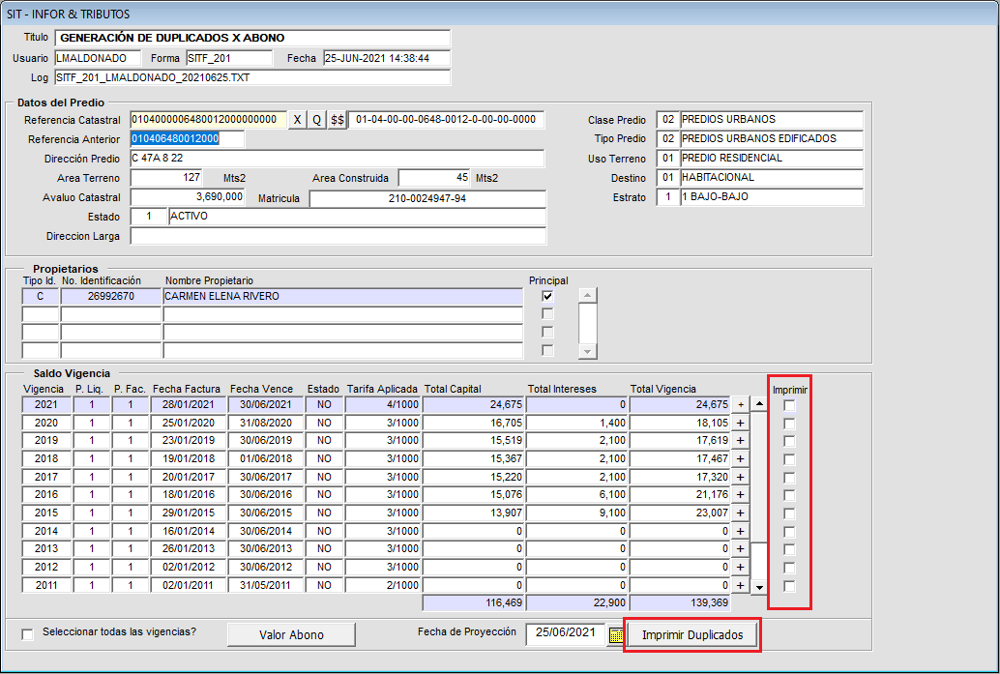 SIT - INFOR & TRIBUTOS
Titulo GENERACIÓN DE DUPLICADOS X ABONO
Usuario LMALDONADO Forma SITF_201 Fecha 25-JUN-2021 14:38:44
Log SITF_201_LMALDONADO_20210625.TXT
Datos del Predio
Referencia Catastral 0104000006480012000000000 X Q $$ 01-04-00-00-0648-0012-0-00-00-0000 Clase Predio 02 PREDIOS URBANOS
Referencia Anterior 010406480012000 Tipo Predio 02 PREDIOS URBANOS EDIFICADOS
Dirección Predio C 47A 8 22 Uso Terreno 01 PREDIO RESIDENCIAL
Area Terreno 127 Mts2 Area Construida 45 Mts2 Destino 01 HABITACIONAL
Avaluo Catastral 3,690,000 Matricula 210-0024947-94 Estrato 1 1 BAJO-BAJO
Estado 1 ACTIVO
Direccion Larga
Propietarios
Tipo Id. No. Identificación Nombre Propietario Principal
C 26992670 CARMEN ELENA RIVERO
Saldo Vigencia
Vigencia P. Liq. P. Fac. Fecha Factura Fecha Vence Estado Tarifa Aplicada Total Capital Total Intereses Total Vigencia Imprimir
2021 1 1 28/01/2021 30/06/2021 NO 4/1000 24,675 0 24,675 +
2020 1 1 25/01/2020 31/08/2020 NO 3/1000 16,705 1,400 18,105 +
2019 1 1 23/01/2019 30/06/2019 NO 3/1000 15,519 2,100 17,619 +
2018 1 1 19/01/2018 01/06/2018 NO 3/1000 15,367 2,100 17,467 +
2017 1 1 20/01/2017 30/06/2017 NO 3/1000 15,220 2,100 17,320 +
2016 1 1 18/01/2016 30/06/2016 NO 3/1000 15,076 6,100 21,176 +
2015 1 1 29/01/2015 30/06/2015 NO 3/1000 13,907 9,100 23,007 +
2014 1 1 16/01/2014 30/06/2014 NO 3/1000 0 0 0 +
2013 1 1 26/01/2013 30/06/2013 NO 3/1000 0 0 0 +
2012 1 1 02/01/2012 30/06/2012 NO 3/1000 0 0 0 +
2011 1 1 02/01/2011 31/05/2011 NO 2/1000 0 0 0 +
116,469 22,900 139,369
Seleccionar todas las vigencias? Valor Abono Fecha de Proyección 25/06/2021 Imprimir Duplicados